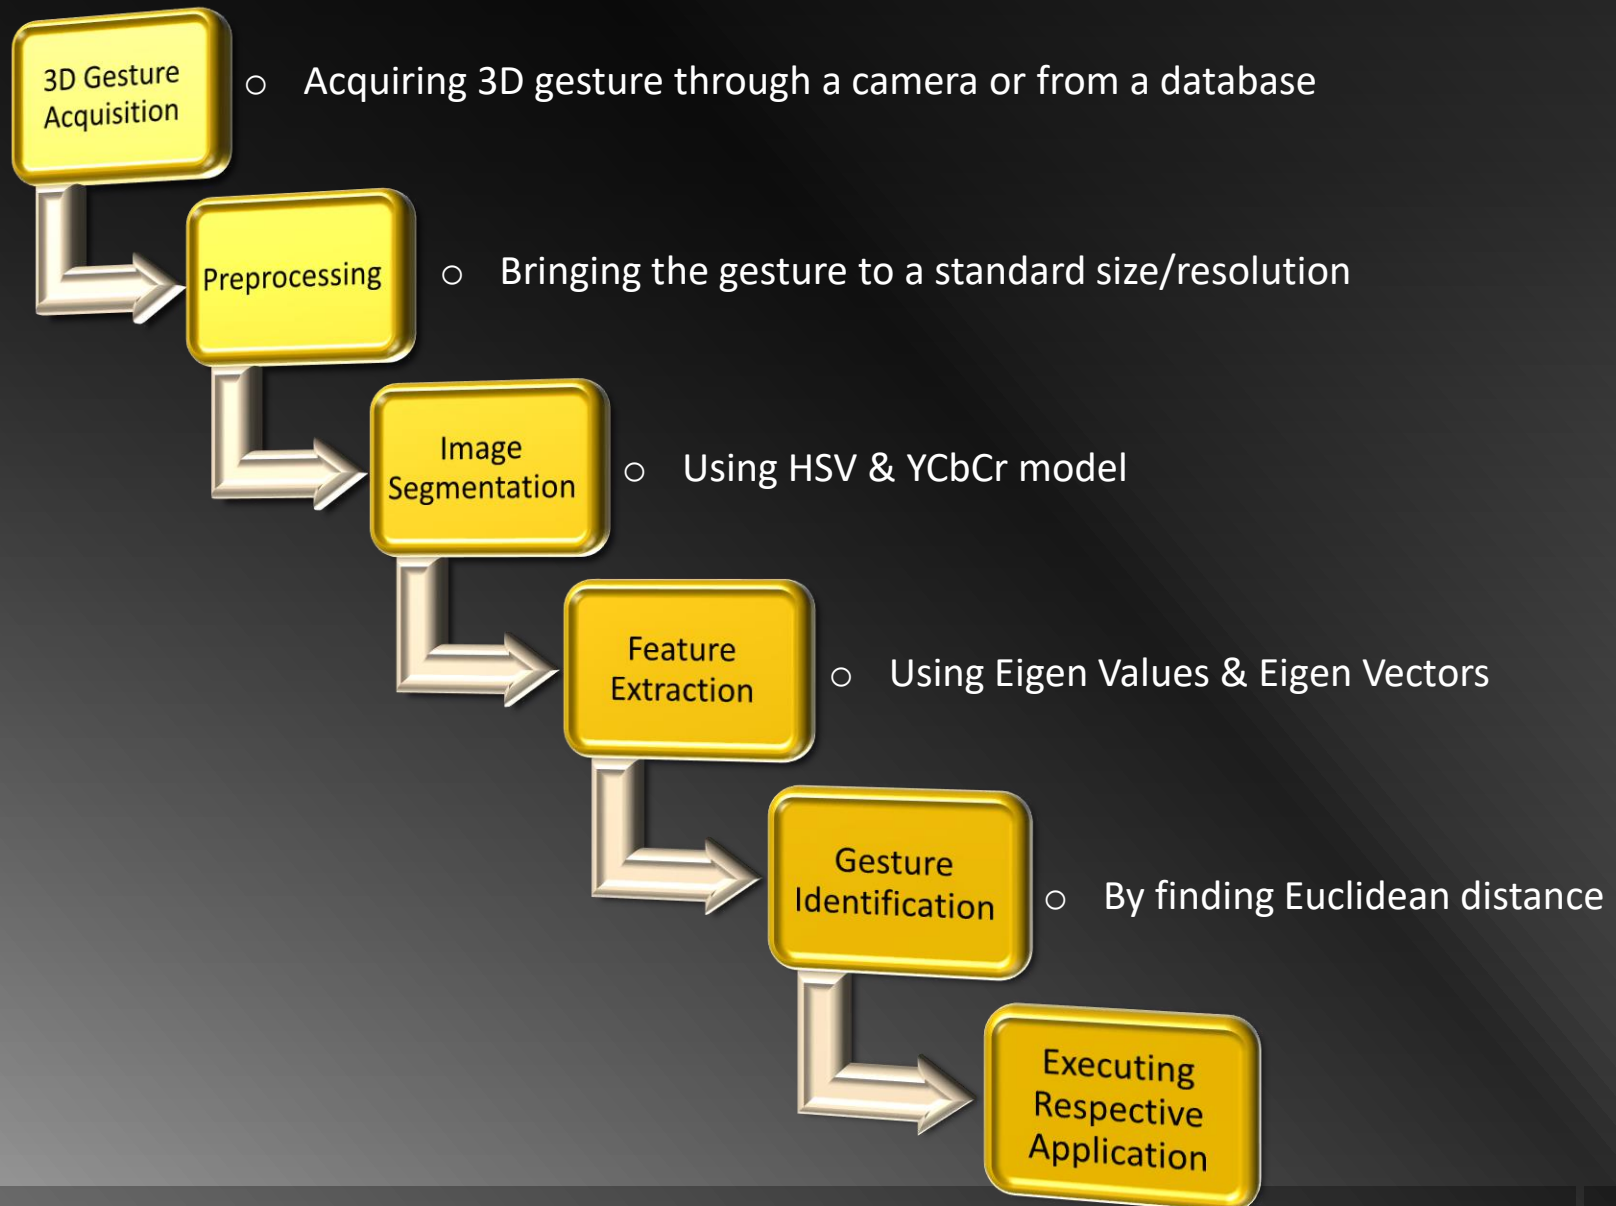 3D Gesture
Acquisition
○ Acquiring 3D gesture through a camera or from a database
Preprocessing
○ Bringing the gesture to a standard size/resolution
Image
Segmentation
○ Using HSV & YCbCr model
Feature
Extraction
○ Using Eigen Values & Eigen Vectors
Gesture
Identification
○ By finding Euclidean distance
Executing
Respective
Application